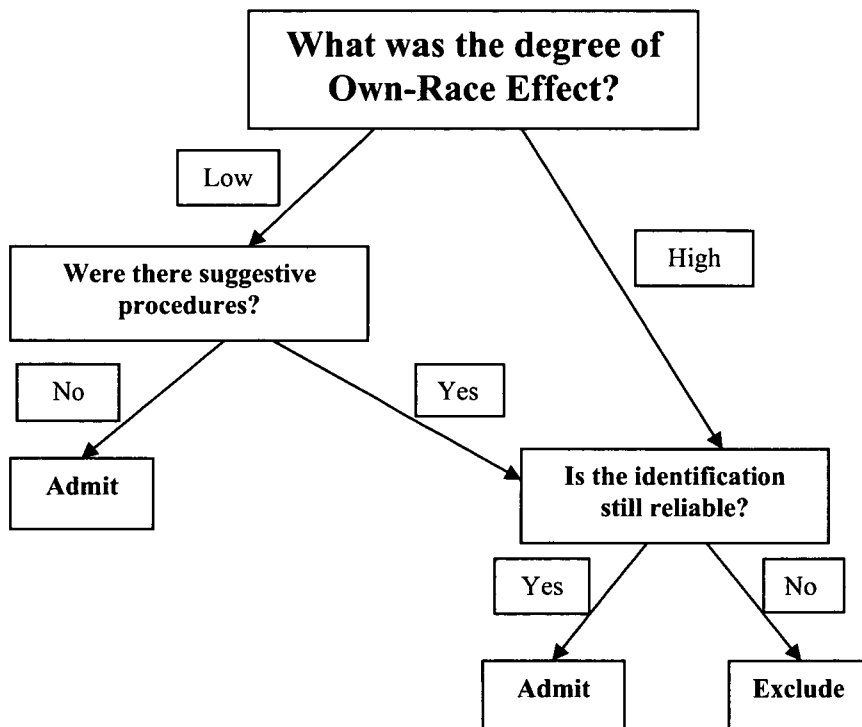 What was the degree of
Own-Race Effect?
Low
High
Were there suggestive
procedures?
No
Yes
Admit
Is the identification
still reliable?
Yes
No
Admit
Exclude